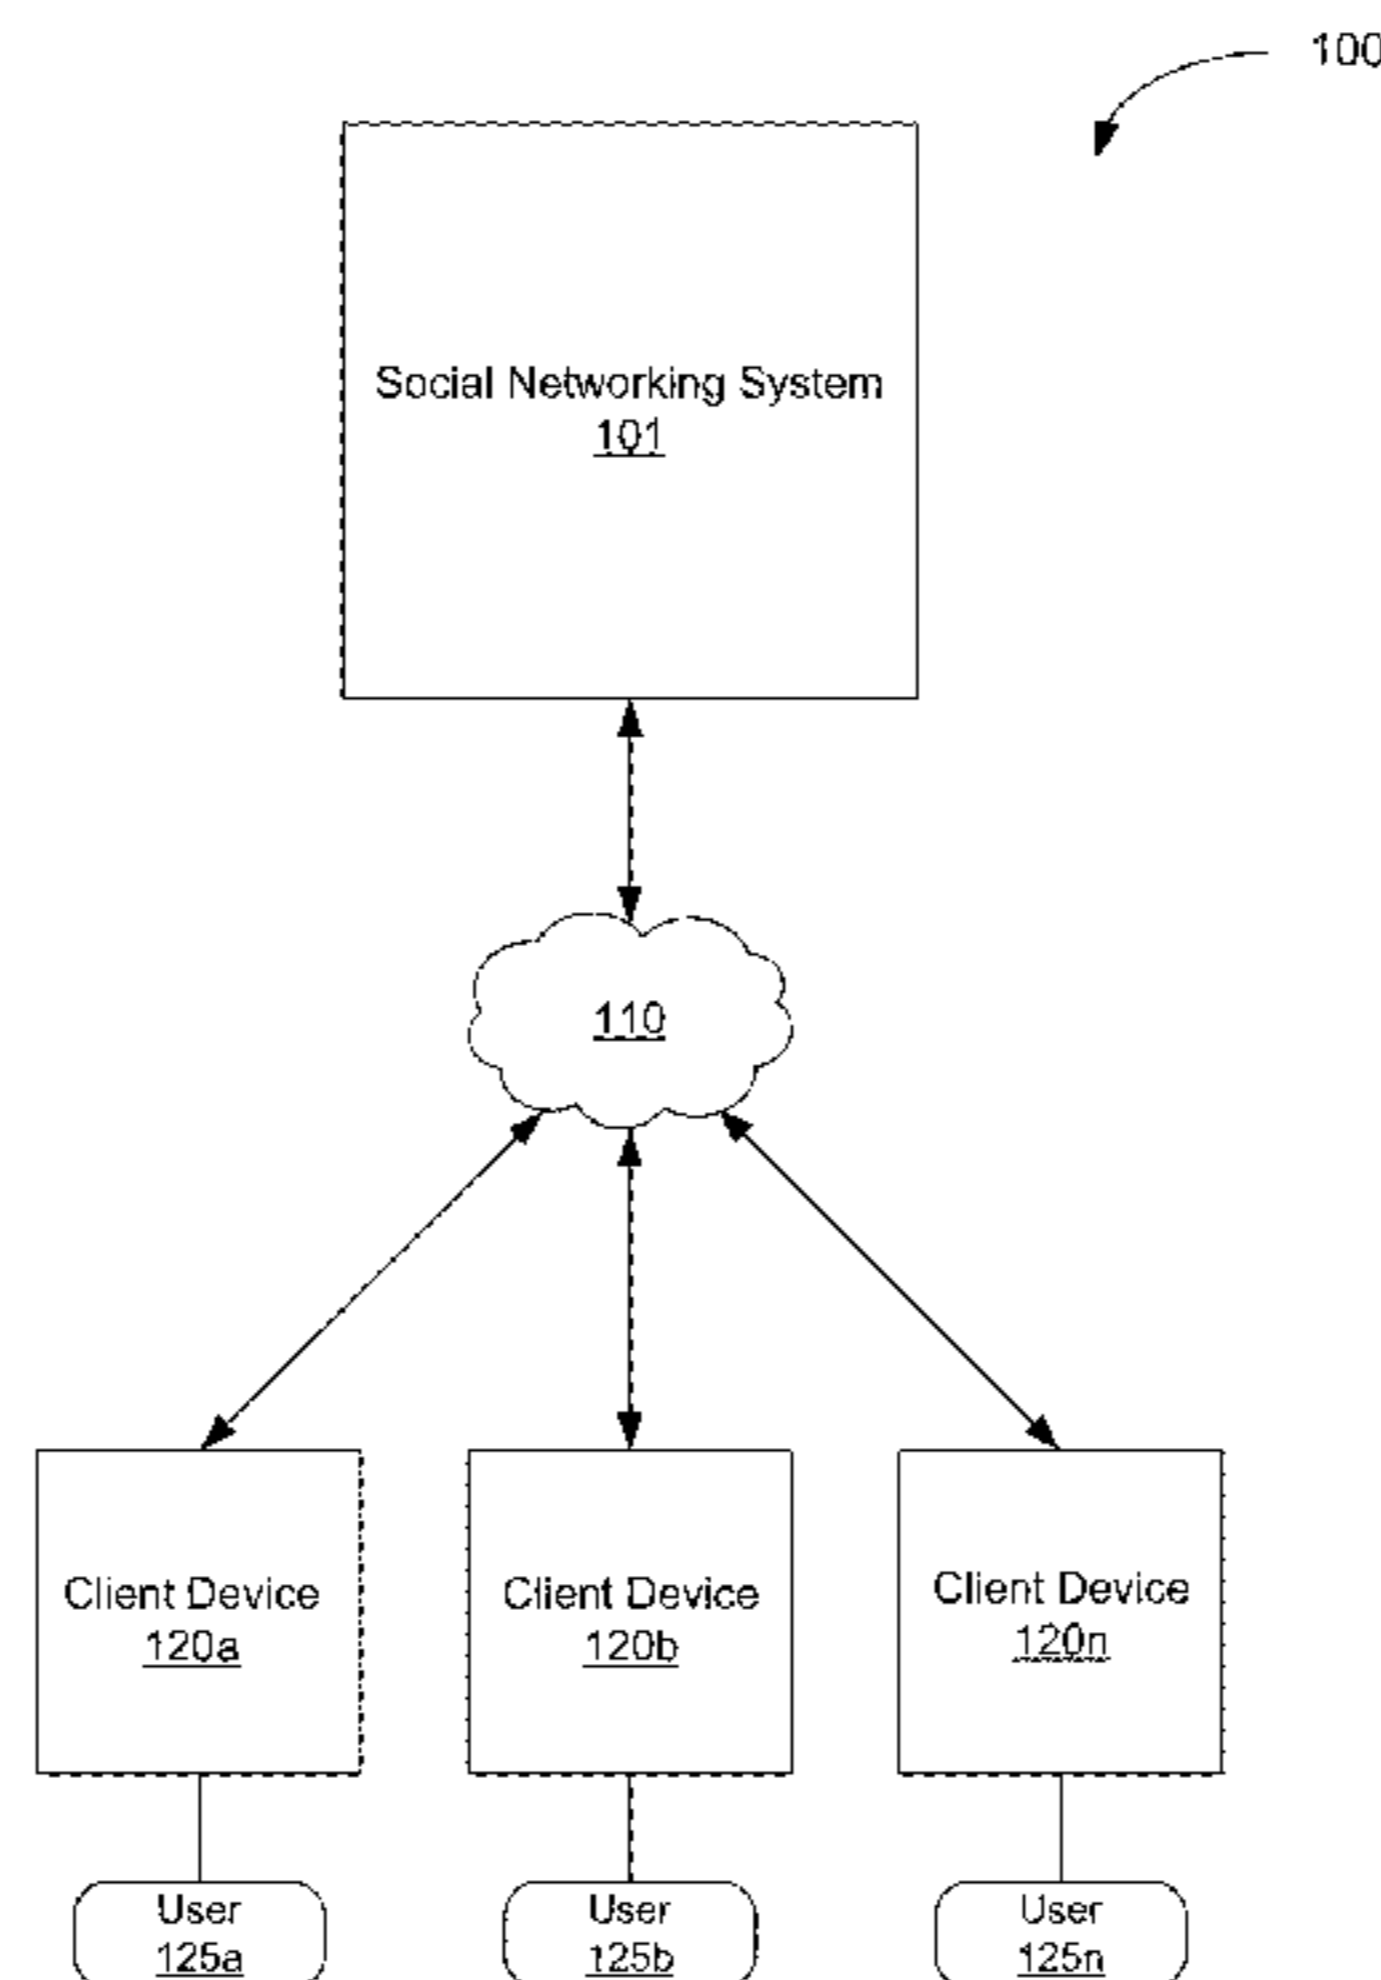 100
Social Networking System
101
110
Client Device
120a
Client Device
120b
Client Device
120n
User
125a
User
125b
User
125n